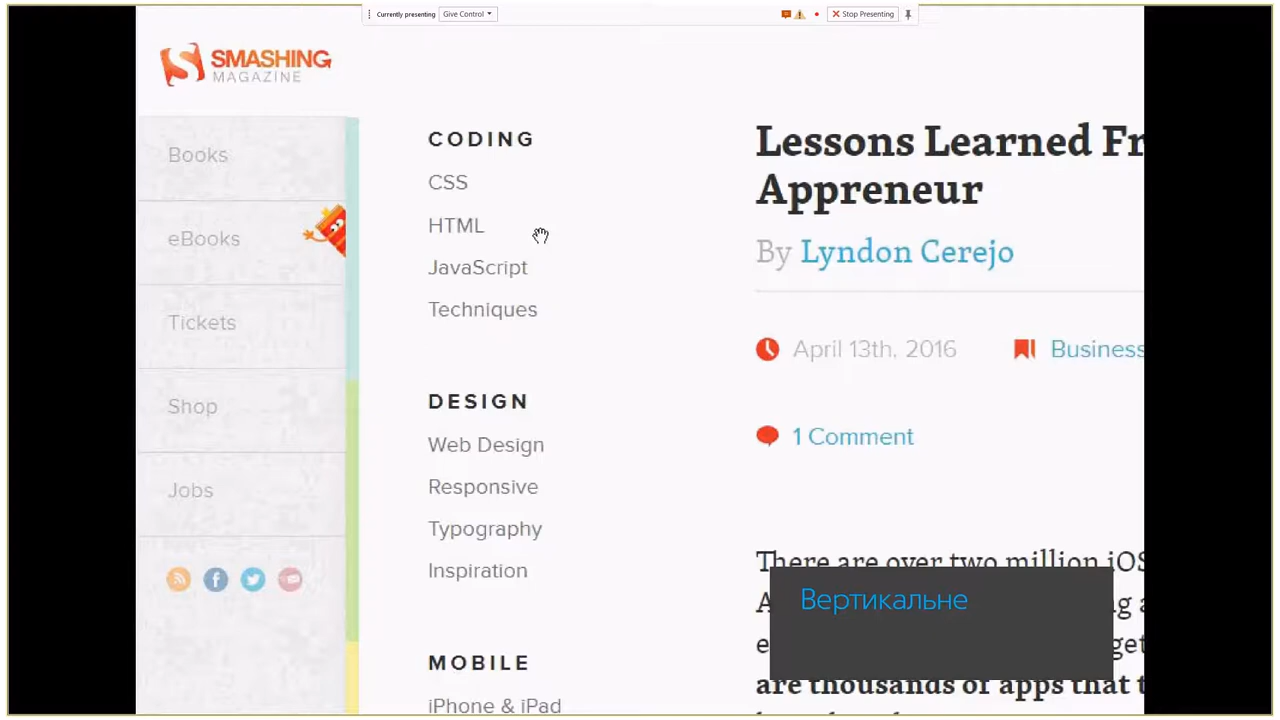 Currently presenting
Give Control
Stop Presenting
SMASHING
MAGAZINE
Books
eBooks
Tickets
Shop
Jobs
CODING
CSS
HTML
JavaScript
Techniques
DESIGN
Web Design
Responsive
Typography
Inspiration
MOBILE
iPhone & iPad
Lessons Learned Fr
Appreneur
By Lyndon Cerejo
April 13th, 2016
Business
1 Comment
There are over two million iOS
are thousands of apps that t
Вертикальне